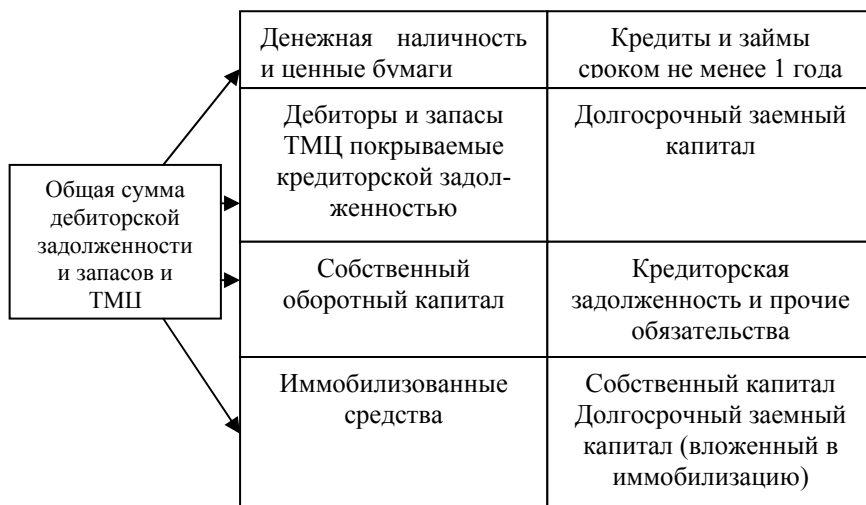 Денежная наличность
и ценные бумаги
Кредиты и займы
сроком не менее 1 года
Дебиторы и запасы
ТМЦ покрываемые
кредиторской задол-
женностью
Долгосрочный заемный
капитал
Общая сумма
дебиторской
задолженности
и запасов и
ТМЦ
Собственный
оборотный капитал
Кредиторская
задолженность и прочие
обязательства
Иммобилизованные
средства
Собственный капитал
Долгосрочный заемный
капитал (вложенный в
иммобилизацию)